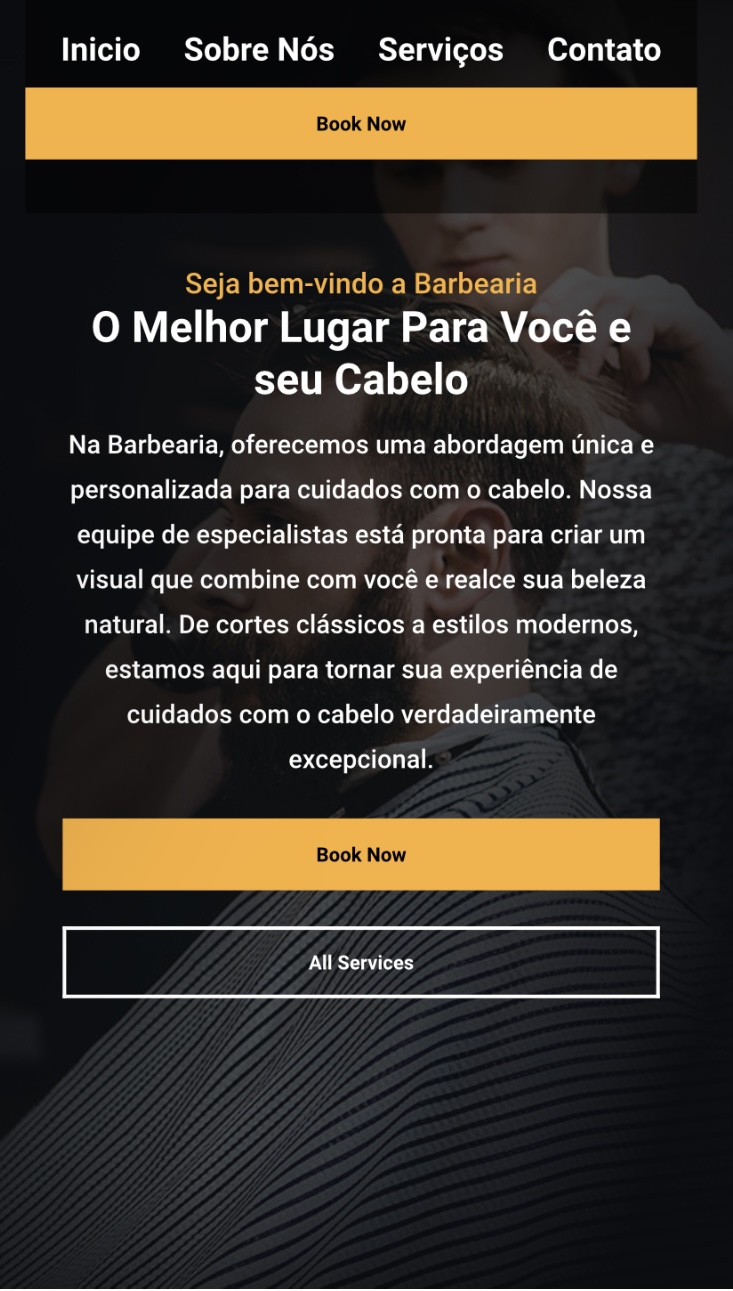 Inicio Sobre Nós Serviços Contato
Book Now
Seja bem-vindo a Barbearia
O Melhor Lugar Para Você e
seu Cabelo
Na Barbearia, oferecemos uma abordagem única e
personalizada para cuidados com o cabelo. Nossa
equipe de especialistas está pronta para criar um
visual que combine com você e realce sua beleza
natural. De cortes clássicos a estilos modernos,
estamos aqui para tornar sua experiência de
cuidados com o cabelo verdadeiramente
excepcional.
Book Now
All Services